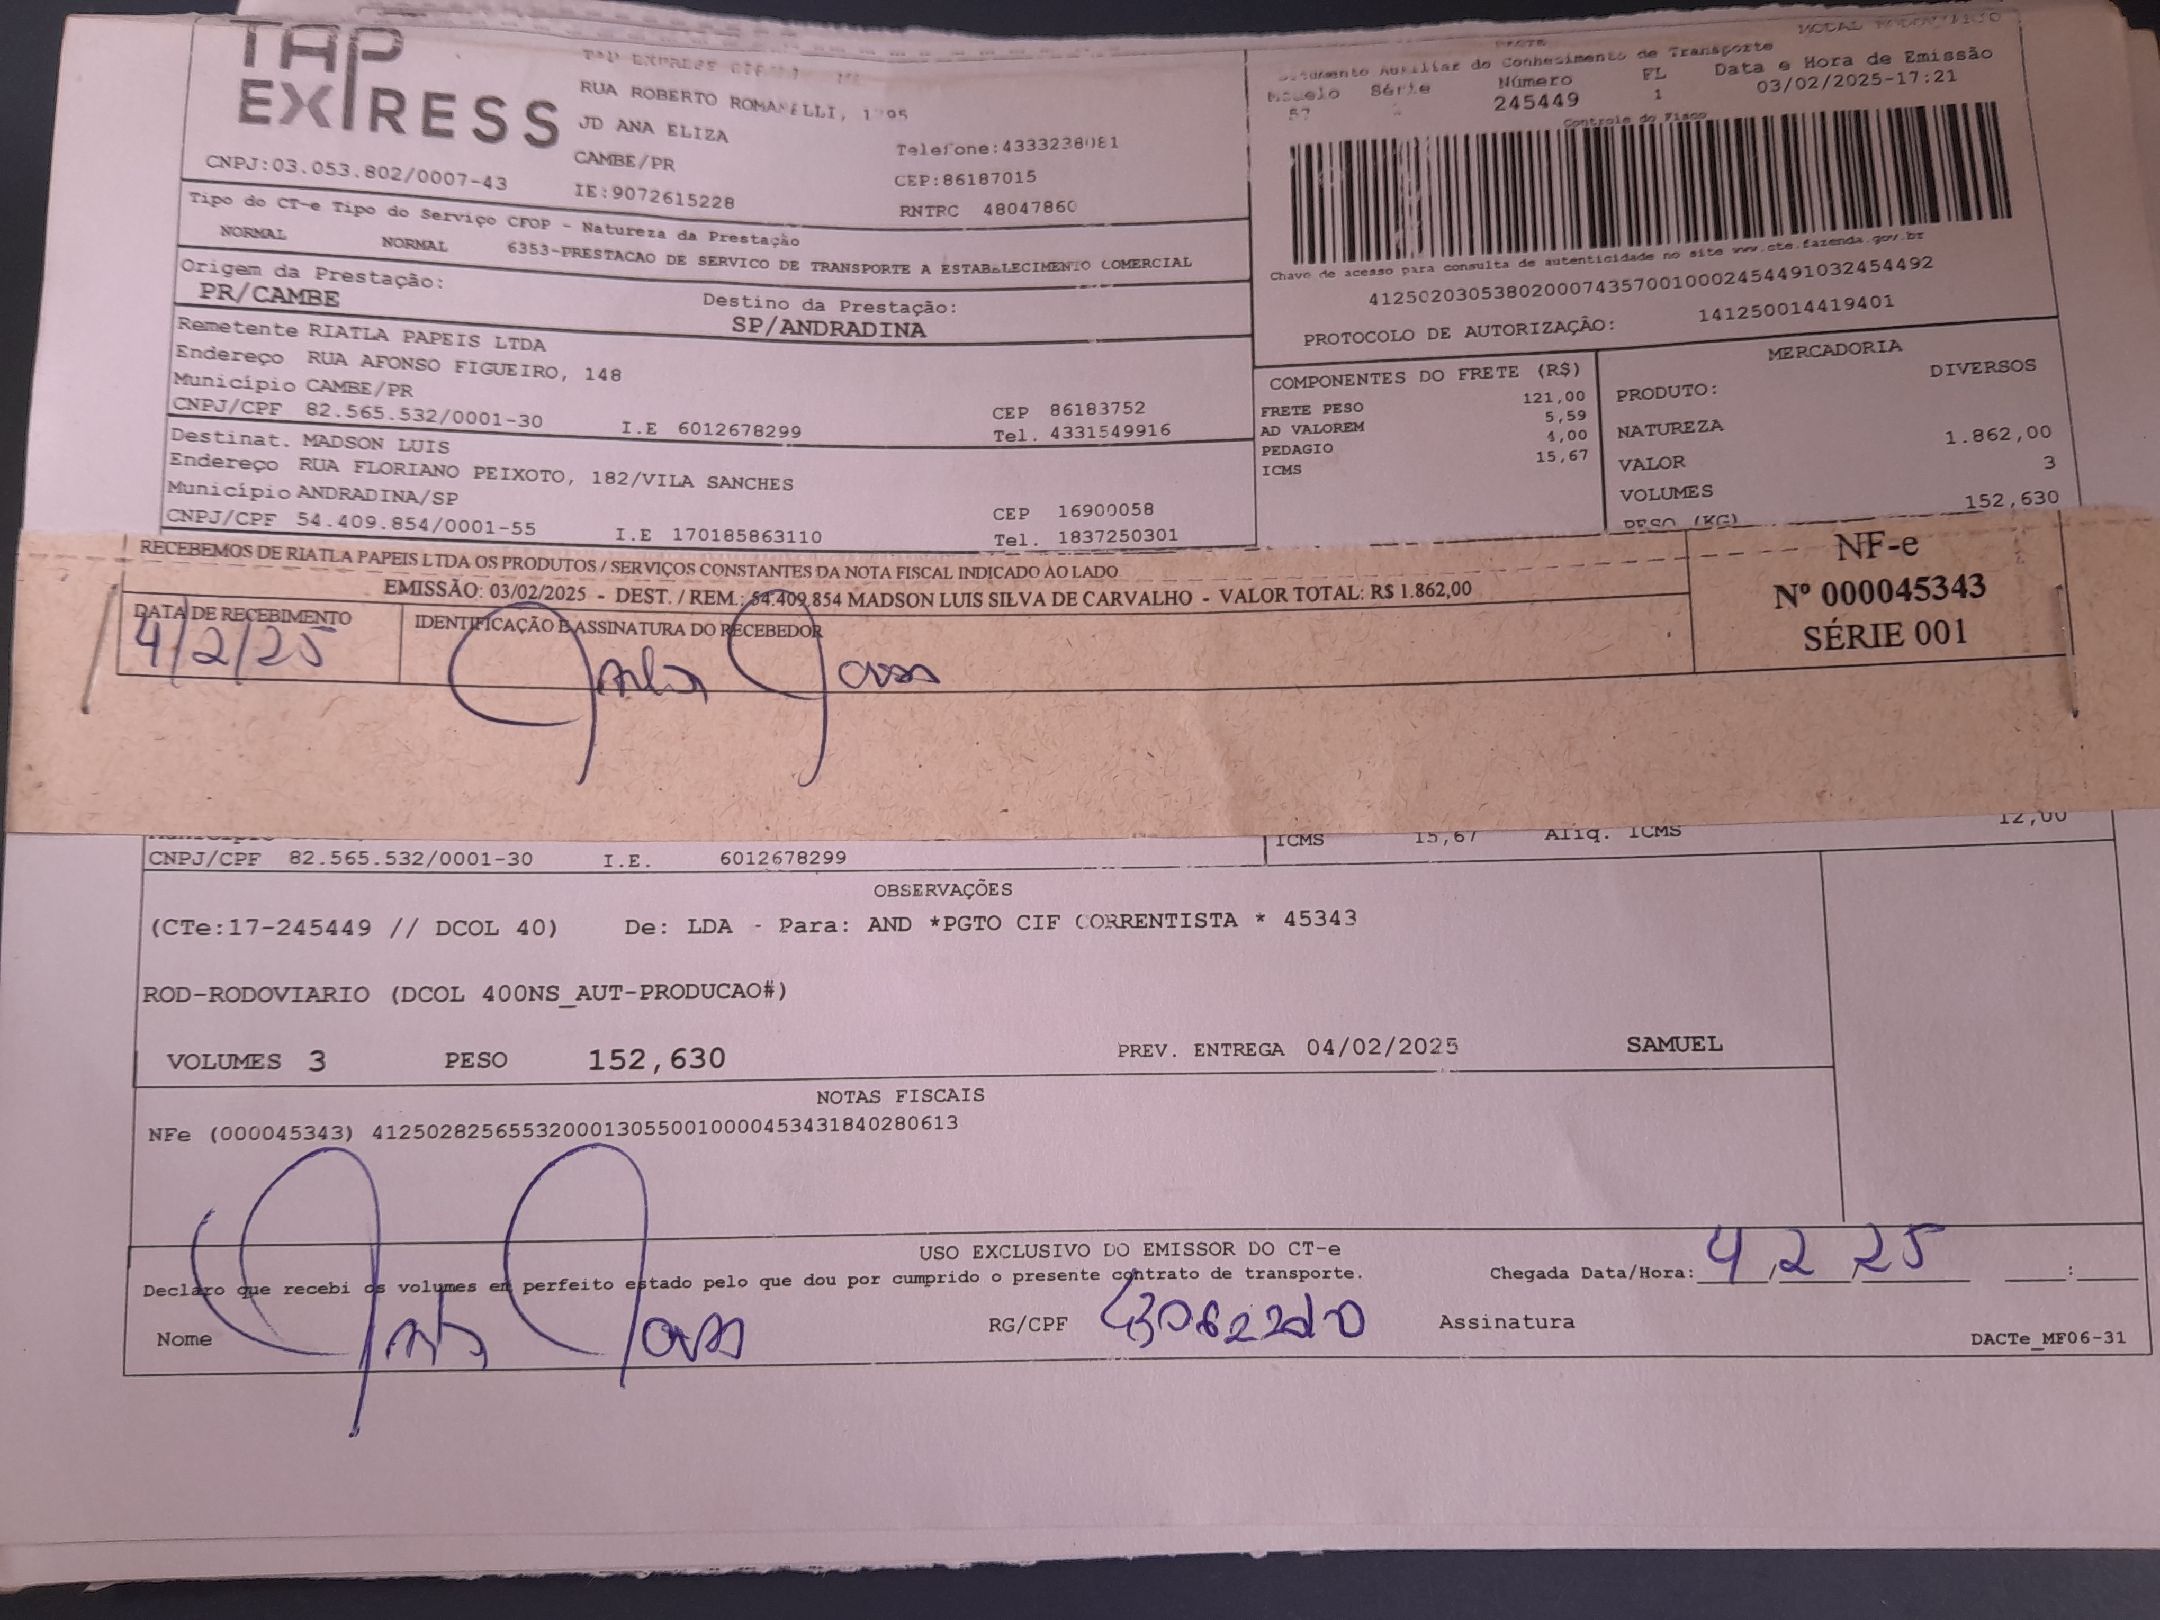 TAP
EXPRESS
RUA ROBERTO ROMANELLI,
JD ANA ELIZA
CAMBE/PR
IE:9072615228
CNPJ:03.053.802/0007-43
Telefone:4333238081
CEP:86187015
RNTRC 48047860
Tipo do CT-e Tipo do Serviço CFOP - Natureza da Prestação
NORMAL NORMAL 6353-PRESTACAO DE SERVICO DE TRANSPORTE A ESTABELECIMENTO COMERCIAL
Origem da Prestação:
PR/CAMBE
Destino da Prestação:
SP/ANDRADINA
Remetente RIATLA PAPEIS LTDA
Endereço RUA AFONSO FIGUEIRO, 148
Município CAMBE/PR
CNPJ/CPF 82.565.532/0001-30 I.E 6012678299
CEP 86183752
Tel. 4331549916
Destinat. MADSON LUIS
Endereço RUA FLORIANO PEIXOTO, 182/VILA SANCHES
Município ANDRADINA/SP
CNPJ/CPF 54.409.854/0001-55 I.E 170185863110
CEP 16900058
Tel. 1837250301
MODAL RODOVIARIO
Documento Auxiliar do Conhecimento de Transporte
Modelo Série Número FL Data e Hora de Emissão
57 245449 1 03/02/2025-17:21
Controle do Fisco
Chave de acesso para consulta de autenticidade no site www.cte.fazenda.gov.br
41250203053802000743570010002454491032454492
PROTOCOLO DE AUTORIZAÇÃO: 141250014419401
COMPONENTES DO FRETE (R$)
FRETE PESO 121,00
AD VALOREM 5,59
PEDAGIO 4,00
ICMS 15,67
MERCADORIA
PRODUTO: DIVERSOS
NATUREZA
VALOR 1.862,00
VOLUMES 3
PESO (KG) 152,630
RECEBEMOS DE RIATLA PAPEIS LTDA OS PRODUTOS / SERVIÇOS CONSTANTES DA NOTA FISCAL INDICADO AO LADO
EMISSÃO: 03/02/2025 - DEST. / REM.: 54.409.854 MADSON LUIS SILVA DE CARVALHO - VALOR TOTAL: R$ 1.862,00
DATA DE RECEBIMENTO
4/2/25
IDENTIFICAÇÃO E ASSINATURA DO RECEBEDOR
NF-e
Nº 000045343
SÉRIE 001
Município
CNPJ/CPF 82.565.532/0001-30 I.E. 6012678299
ICMS 15,67 Aliq. ICMS 12,00
OBSERVAÇÕES
(CTe:17-245449 // DCOL 40) De: LDA - Para: AND *PGTO CIF CORRENTISTA * 45343
ROD-RODOVIARIO (DCOL 400NS_AUT-PRODUCAO#)
VOLUMES 3 PESO 152,630 PREV. ENTREGA 04/02/2025 SAMUEL
NOTAS FISCAIS
NFe (000045343) 41250282565532000130550010000453431840280613
USO EXCLUSIVO DO EMISSOR DO CT-e
Declaro que recebi os volumes em perfeito estado pelo que dou por cumprido o presente contrato de transporte.
Chegada Data/Hora: 4 2 25 :
Nome RG/CPF Assinatura
DACTe_MF06-31